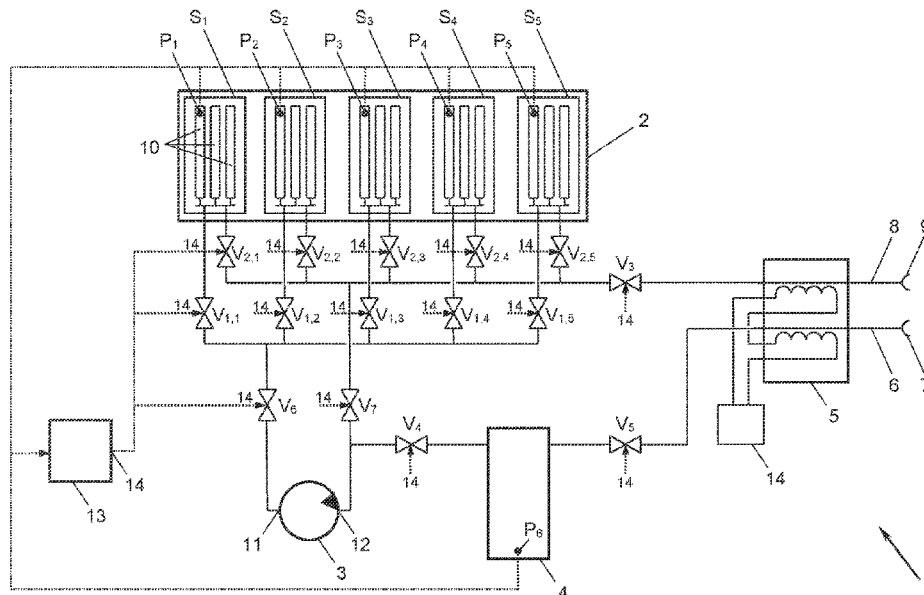 S1 S2 S3 S4 S5
P1 P2 P3 P4 P5
2
10
14 V2,1 14 V2,2 14 V2,3 14 V2,4 14 V2,5
V3 8 9
14 V1,1 14 V1,2 14 V1,3 14 V1,4 14 V1,5 14
6 7
5
14 V6 14 V7
V4 V5
14 14 14
13 14
11 12
3
P6
4